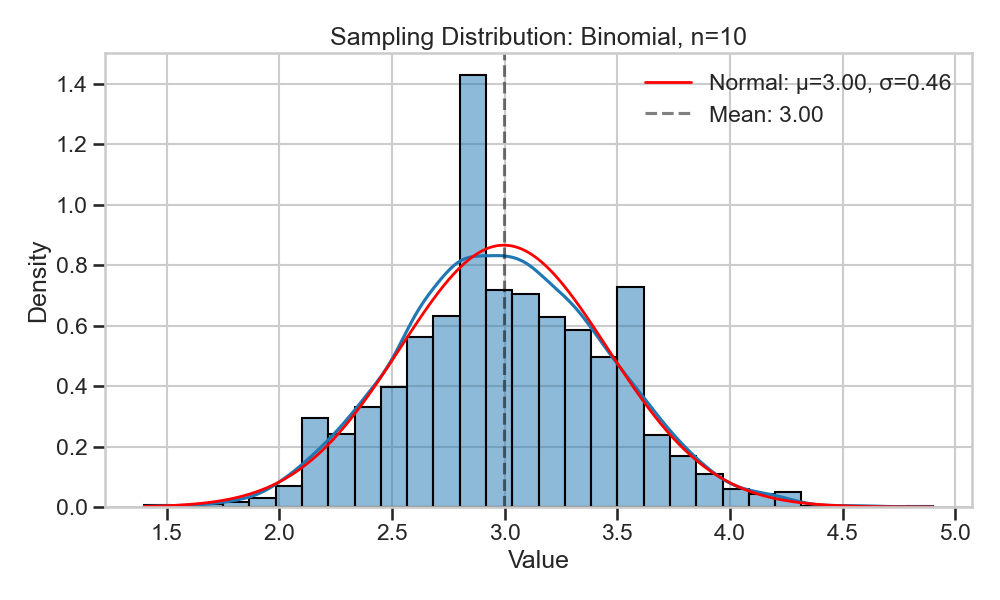 Sampling Distribution: Binomial, n=10
Normal: μ=3.00, σ=0.46
Mean: 3.00
Density
1.4
1.2
1.0
0.8
0.6
0.4
0.2
0.0
1.5 2.0 2.5 3.0 3.5 4.0 4.5 5.0
Value